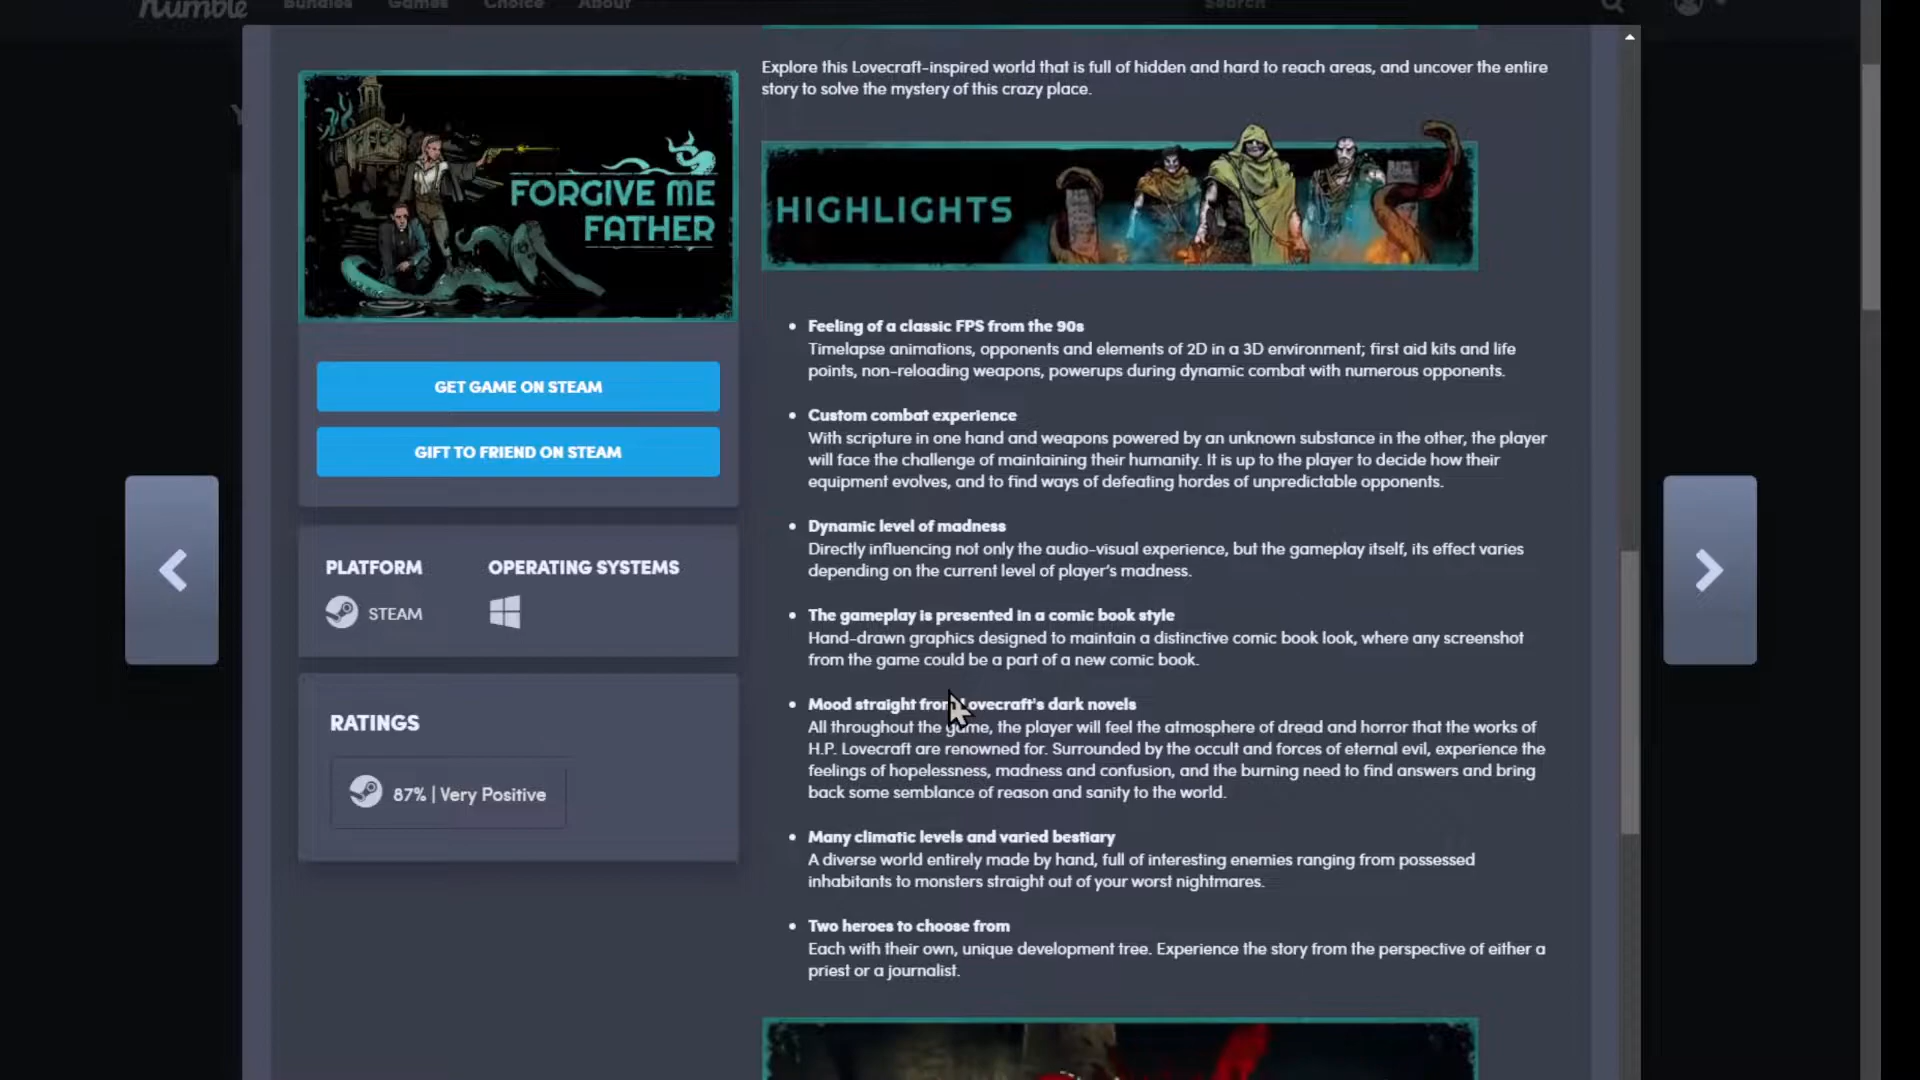 Humble
Bundles
Games
Choice
About
Search
Explore this Lovecraft-inspired world that is full of hidden and hard to reach areas, and uncover the entire
story to solve the mystery of this crazy place.
FORGIVE ME
FATHER
HIGHLIGHTS
GET GAME ON STEAM
GIFT TO FRIEND ON STEAM
PLATFORM
OPERATING SYSTEMS
STEAM
RATINGS
87% | Very Positive
Feeling of a classic FPS from the 90s
Timelapse animations, opponents and elements of 2D in a 3D environment; first aid kits and life
points, non-reloading weapons, powerups during dynamic combat with numerous opponents.
Custom combat experience
With scripture in one hand and weapons powered by an unknown substance in the other, the player
will face the challenge of maintaining their humanity. It is up to the player to decide how their
equipment evolves, and to find ways of defeating hordes of unpredictable opponents.
Dynamic level of madness
Directly influencing not only the audio-visual experience, but the gameplay itself, its effect varies
depending on the current level of player's madness.
The gameplay is presented in a comic book style
Hand-drawn graphics designed to maintain a distinctive comic book look, where any screenshot
from the game could be a part of a new comic book.
Mood straight from Lovecraft's dark novels
All throughout the game, the player will feel the atmosphere of dread and horror that the works of
H.P. Lovecraft are renowned for. Surrounded by the occult and forces of eternal evil, experience the
feelings of hopelessness, madness and confusion, and the burning need to find answers and bring
back some semblance of reason and sanity to the world.
Many climatic levels and varied bestiary
A diverse world entirely made by hand, full of interesting enemies ranging from possessed
inhabitants to monsters straight out of your worst nightmares.
Two heroes to choose from
Each with their own, unique development tree. Experience the story from the perspective of either a
priest or a journalist.